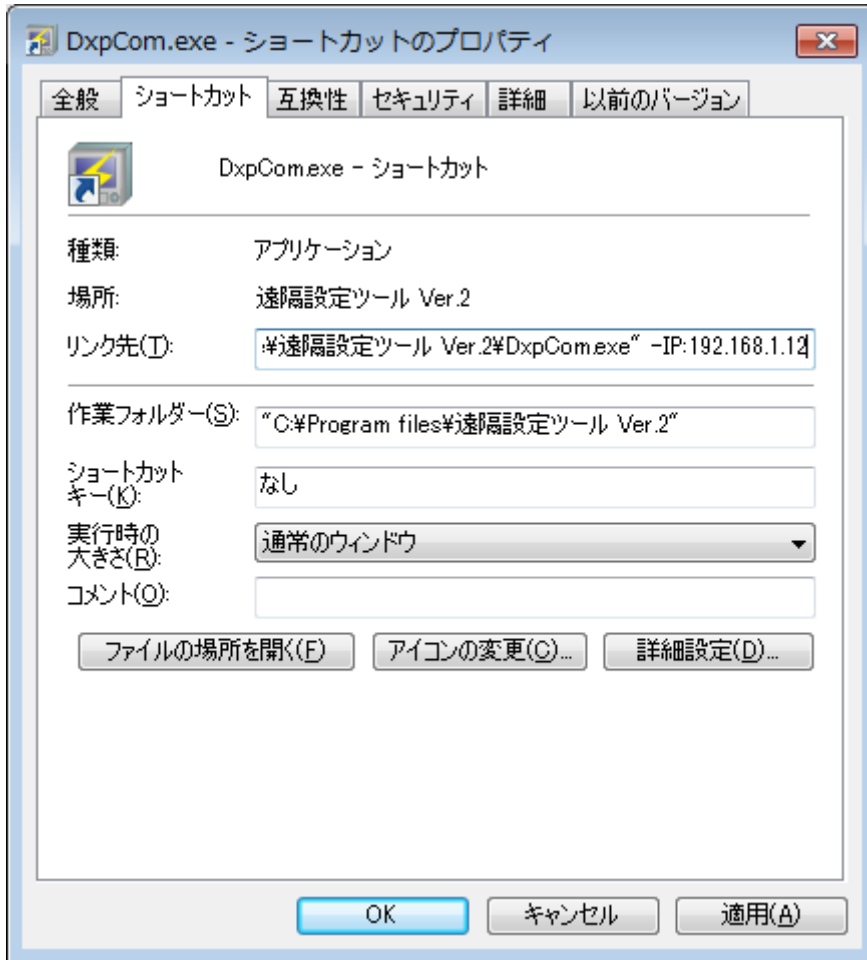 DxpCom.exe - ショートカットのプロパティ
全般 ショートカット 互換性 セキュリティ 詳細 以前のバージョン
DxpCom.exe - ショートカット
種類: アプリケーション
場所: 遠隔設定ツール Ver.2
リンク先(T): :¥遠隔設定ツール Ver.2¥DxpCom.exe" -IP:192.168.1.12
作業フォルダー(S): "C:¥Program files¥遠隔設定ツール Ver.2"
ショートカット
キー(K): なし
実行時の
大きさ(R): 通常のウィンドウ
コメント(O):
ファイルの場所を開く(F) アイコンの変更(C)... 詳細設定(D)...
OK キャンセル 適用(A)